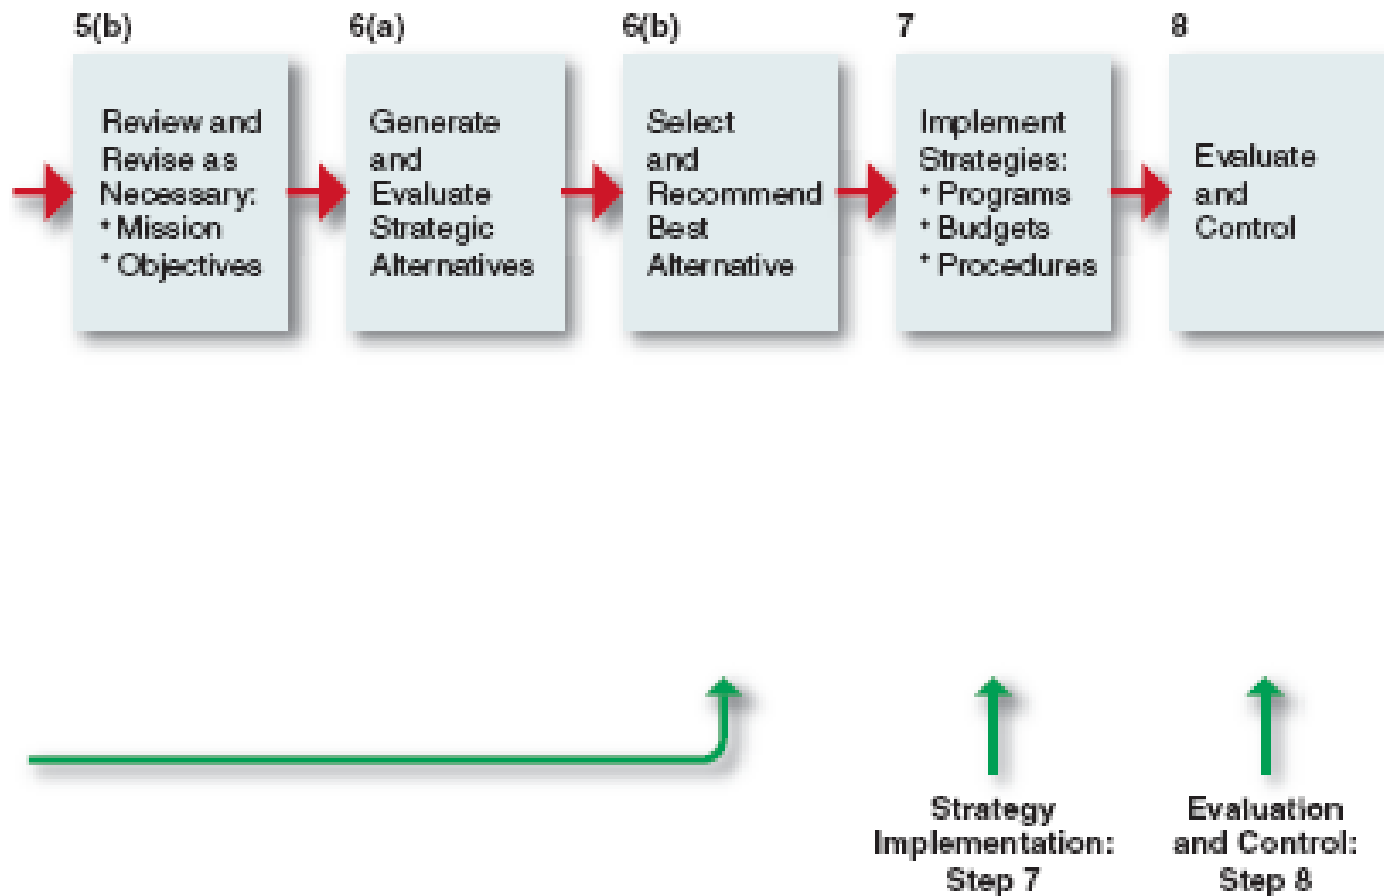 5(b)
Review and
Revise as
Necessary:
• Mission
• Objectives
6(a)
Generate
and
Evaluate
Strategic
Alternatives
6(b)
Select
and
Recommend
Best
Alternative
7
Implement
Strategies:
• Programs
• Budgets
• Procedures
8
Evaluate
and
Control
Strategy
Implementation:
Step 7
Evaluation
and Control:
Step 8